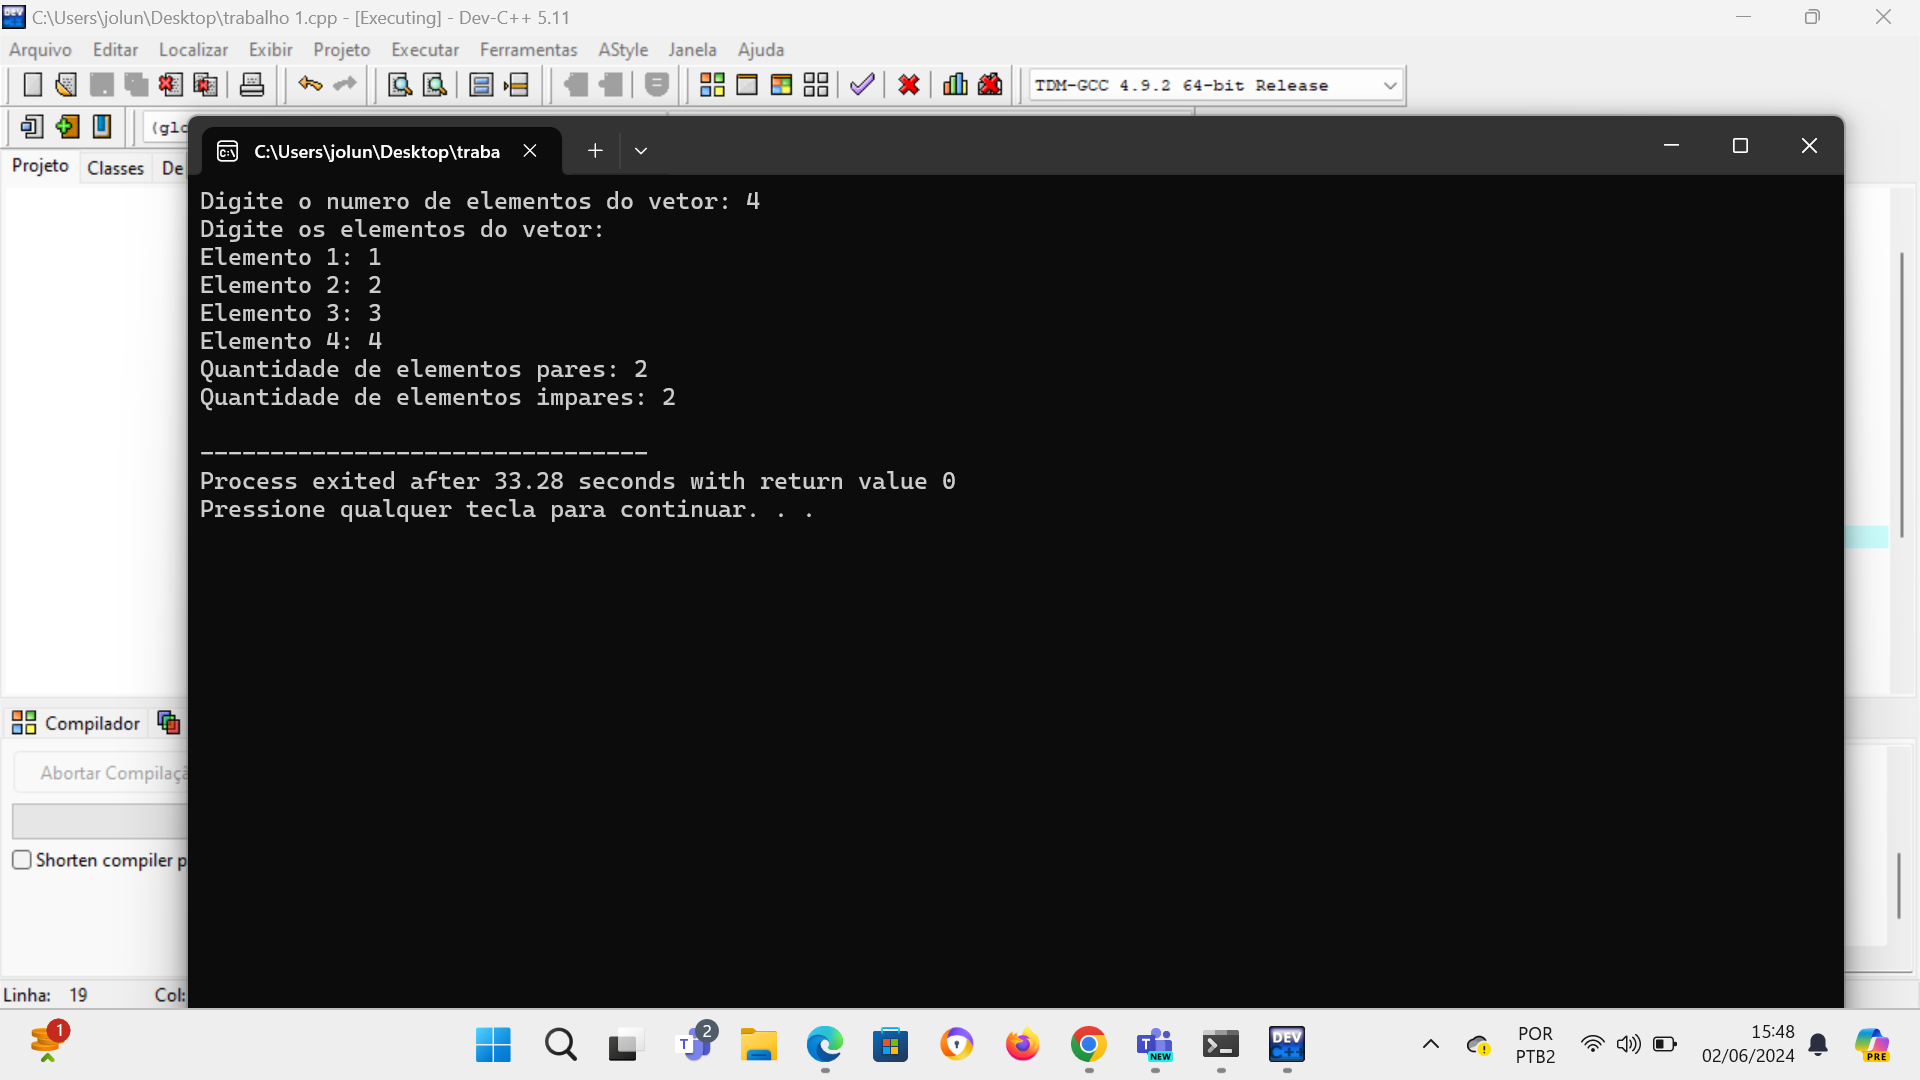 C:\Users\jolun\Desktop\trabalho 1.cpp - [Executing] - Dev-C++ 5.11
Arquivo Editar Localizar Exibir Projeto Executar Ferramentas AStyle Janela Ajuda
TDM-GCC 4.9.2 64-bit Release
(glo
C:\Users\jolun\Desktop\traba
Projeto Classes De
Digite o numero de elementos do vetor: 4
Digite os elementos do vetor:
Elemento 1: 1
Elemento 2: 2
Elemento 3: 3
Elemento 4: 4
Quantidade de elementos pares: 2
Quantidade de elementos impares: 2
--------------------------------
Process exited after 33.28 seconds with return value 0
Pressione qualquer tecla para continuar. . .
Compilador
Abortar Compilaçã
Shorten compiler p
Linha: 19 Col:
1
2
NEW
DEV C++
POR
PTB2
15:48
02/06/2024
PRE